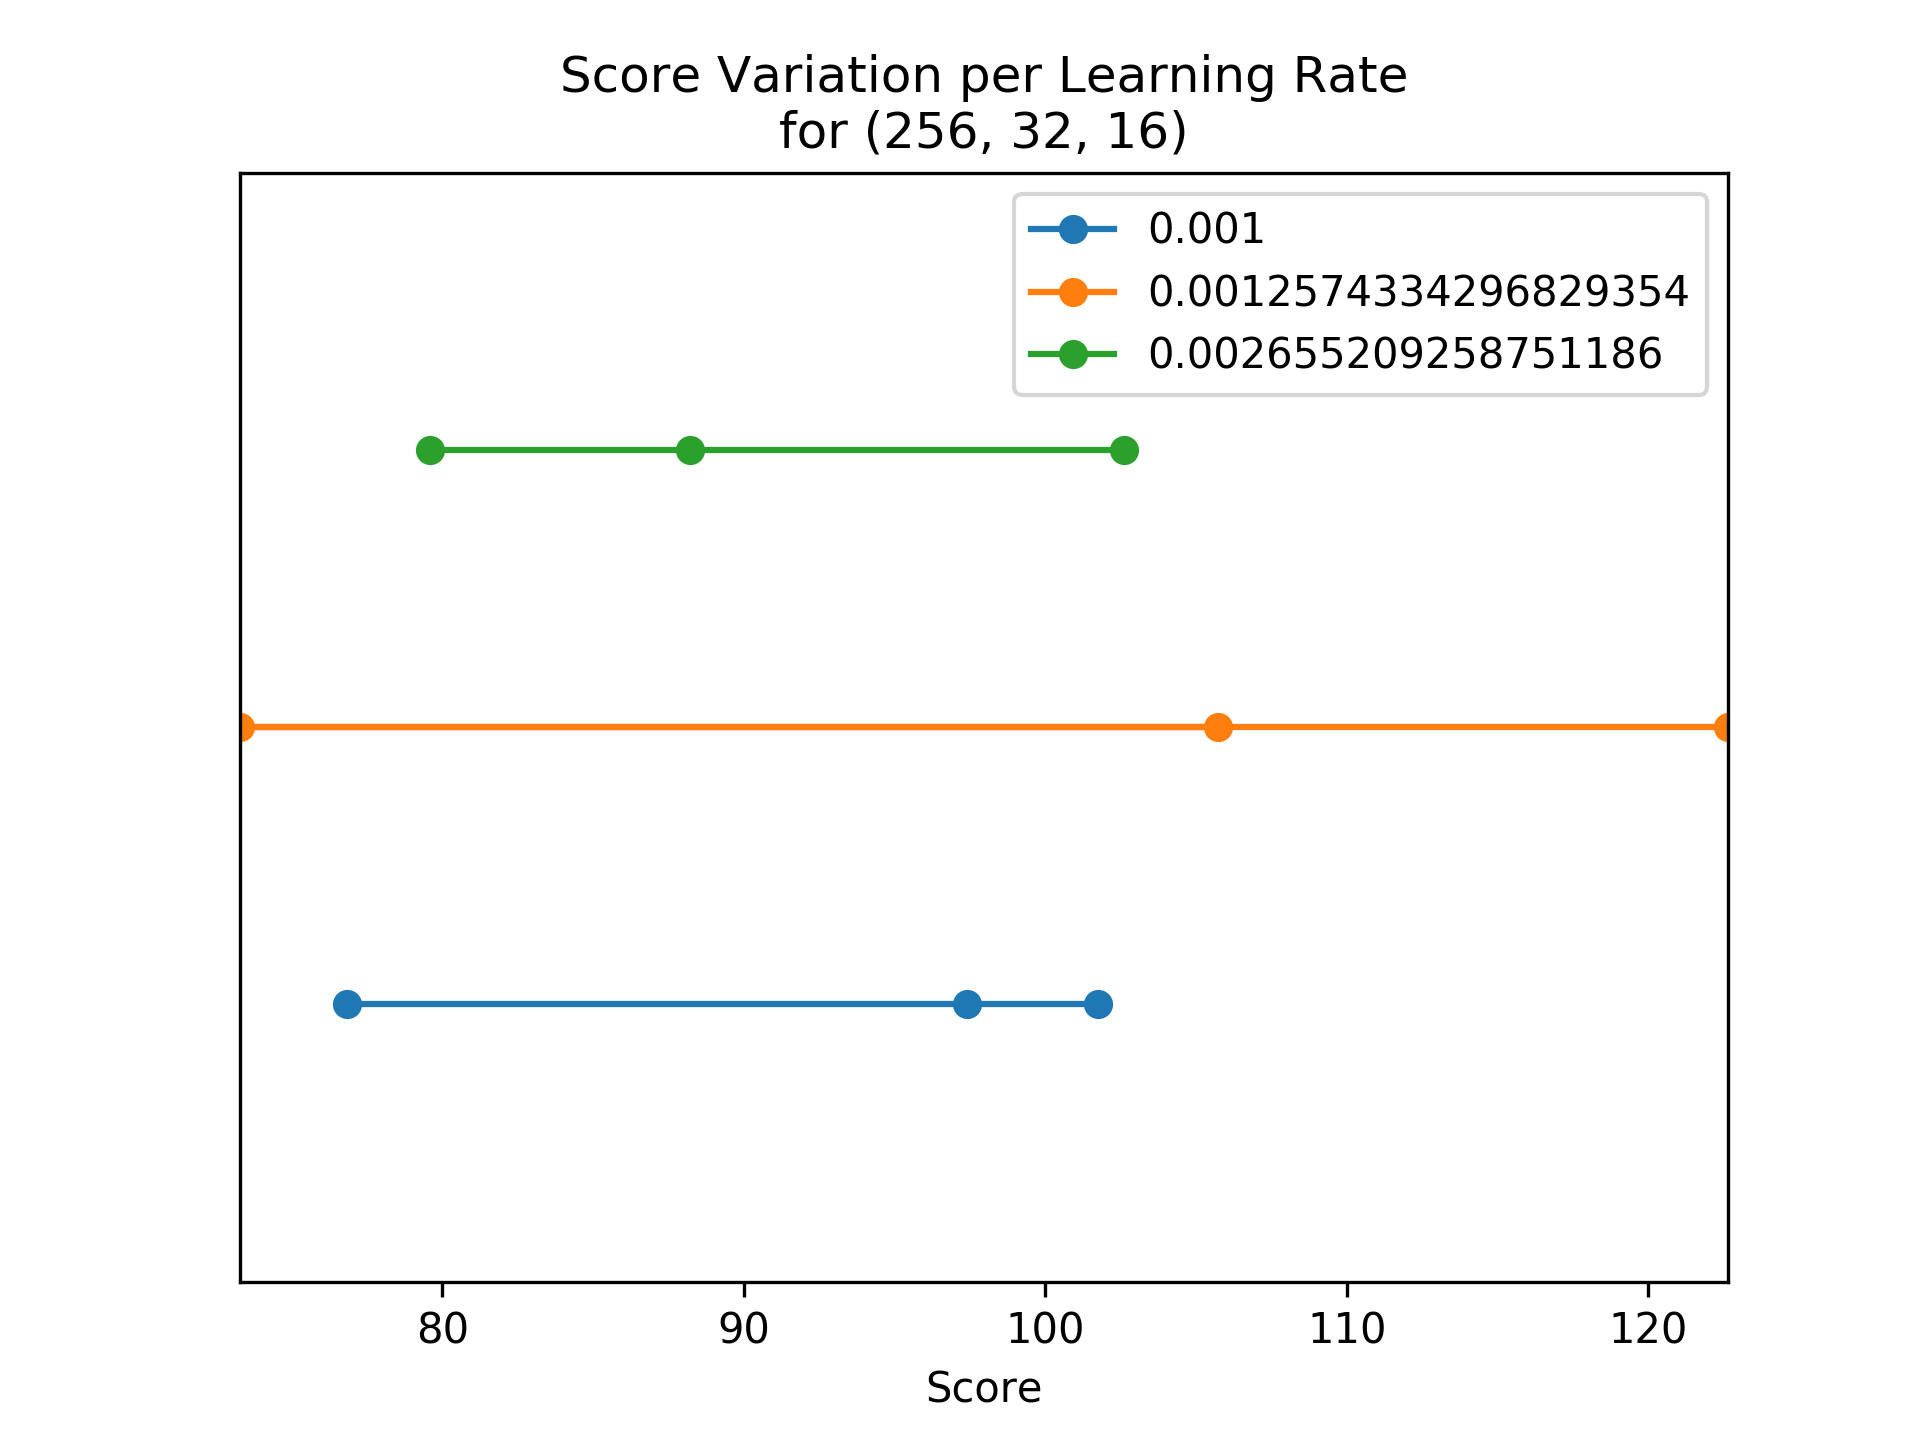 Score Variation per Learning Rate
for (256, 32, 16)
0.001
0.0012574334296829354
0.002655209258751186
80 90 100 110 120
Score